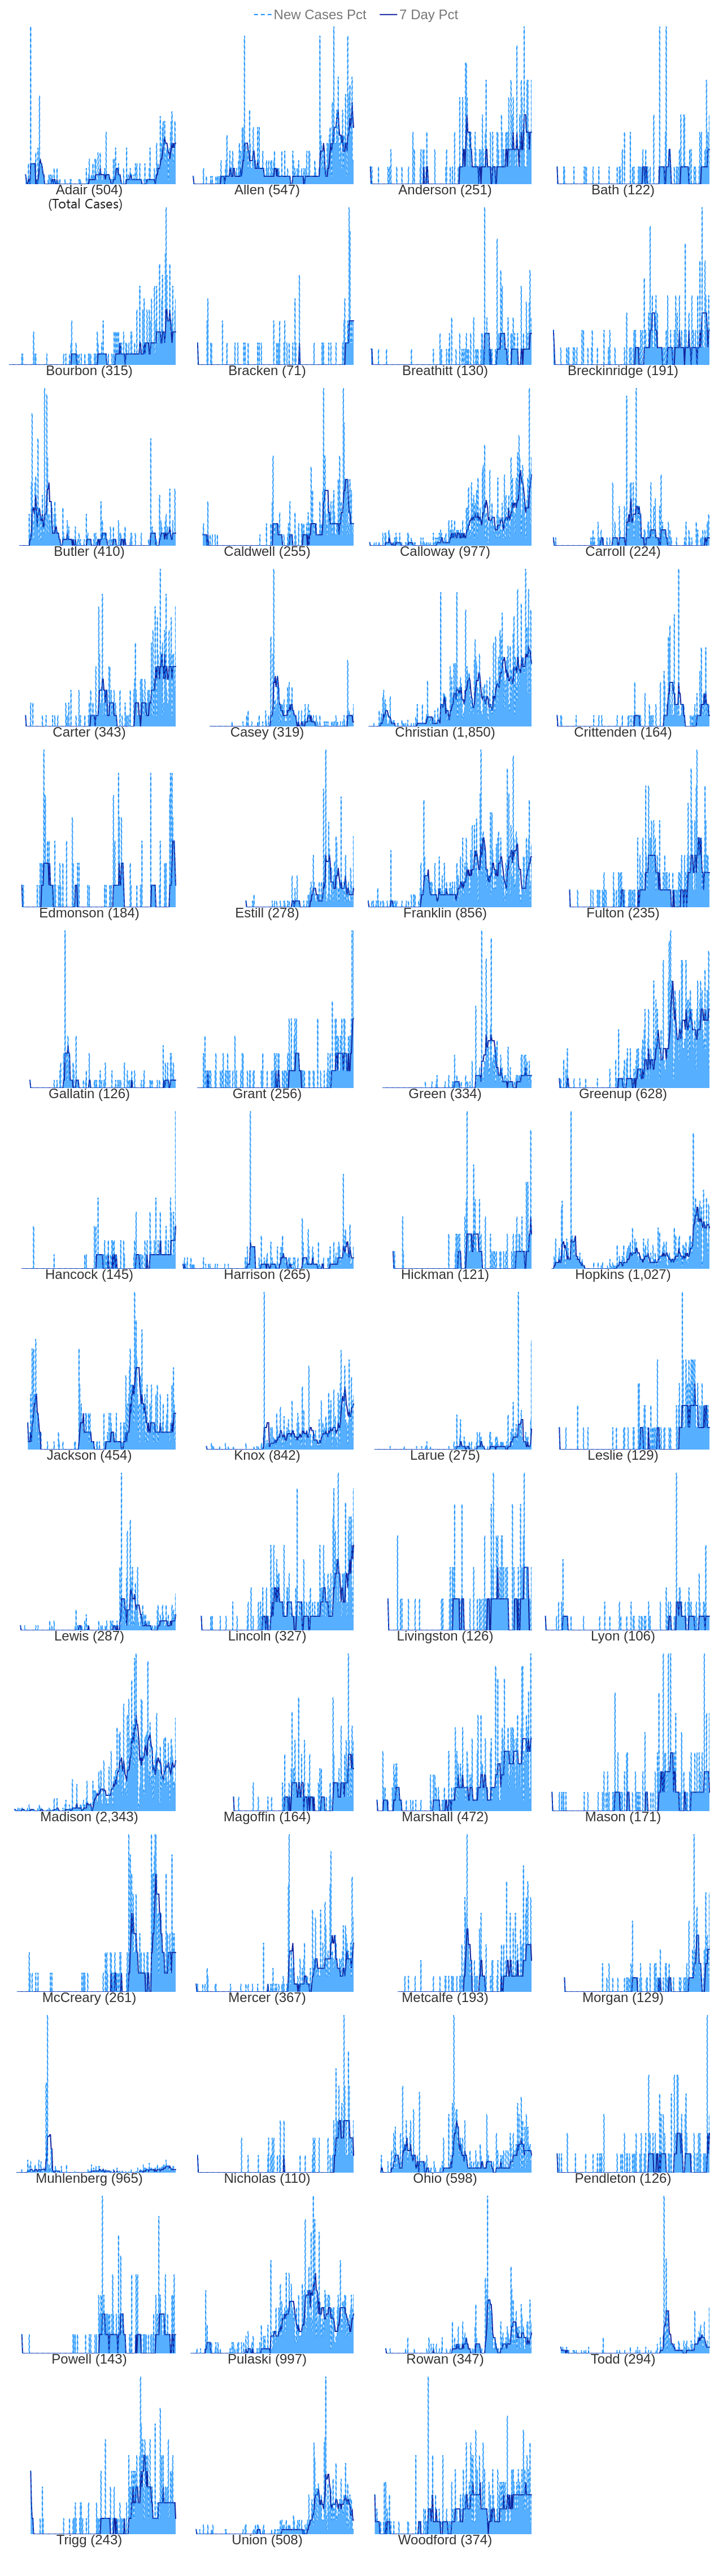 New Cases Pct 7 Day Pct
Adair (504) Allen (547) Anderson (251) Bath (122)
(Total Cases)
Bourbon (315) Bracken (71) Breathitt (130) Breckinridge (191)
Butler (410) Caldwell (255) Calloway (977) Carroll (224)
Carter (343) Casey (319) Christian (1,850) Crittenden (164)
Edmonson (184) Estill (278) Franklin (856) Fulton (235)
Gallatin (126) Grant (256) Green (334) Greenup (628)
Hancock (145) Harrison (265) Hickman (121) Hopkins (1,027)
Jackson (454) Knox (842) Larue (275) Leslie (129)
Lewis (287) Lincoln (327) Livingston (126) Lyon (106)
Madison (2,343) Magoffin (164) Marshall (472) Mason (171)
McCreary (261) Mercer (367) Metcalfe (193) Morgan (129)
Muhlenberg (965) Nicholas (110) Ohio (598) Pendleton (126)
Powell (143) Pulaski (997) Rowan (347) Todd (294)
Trigg (243) Union (508) Woodford (374)